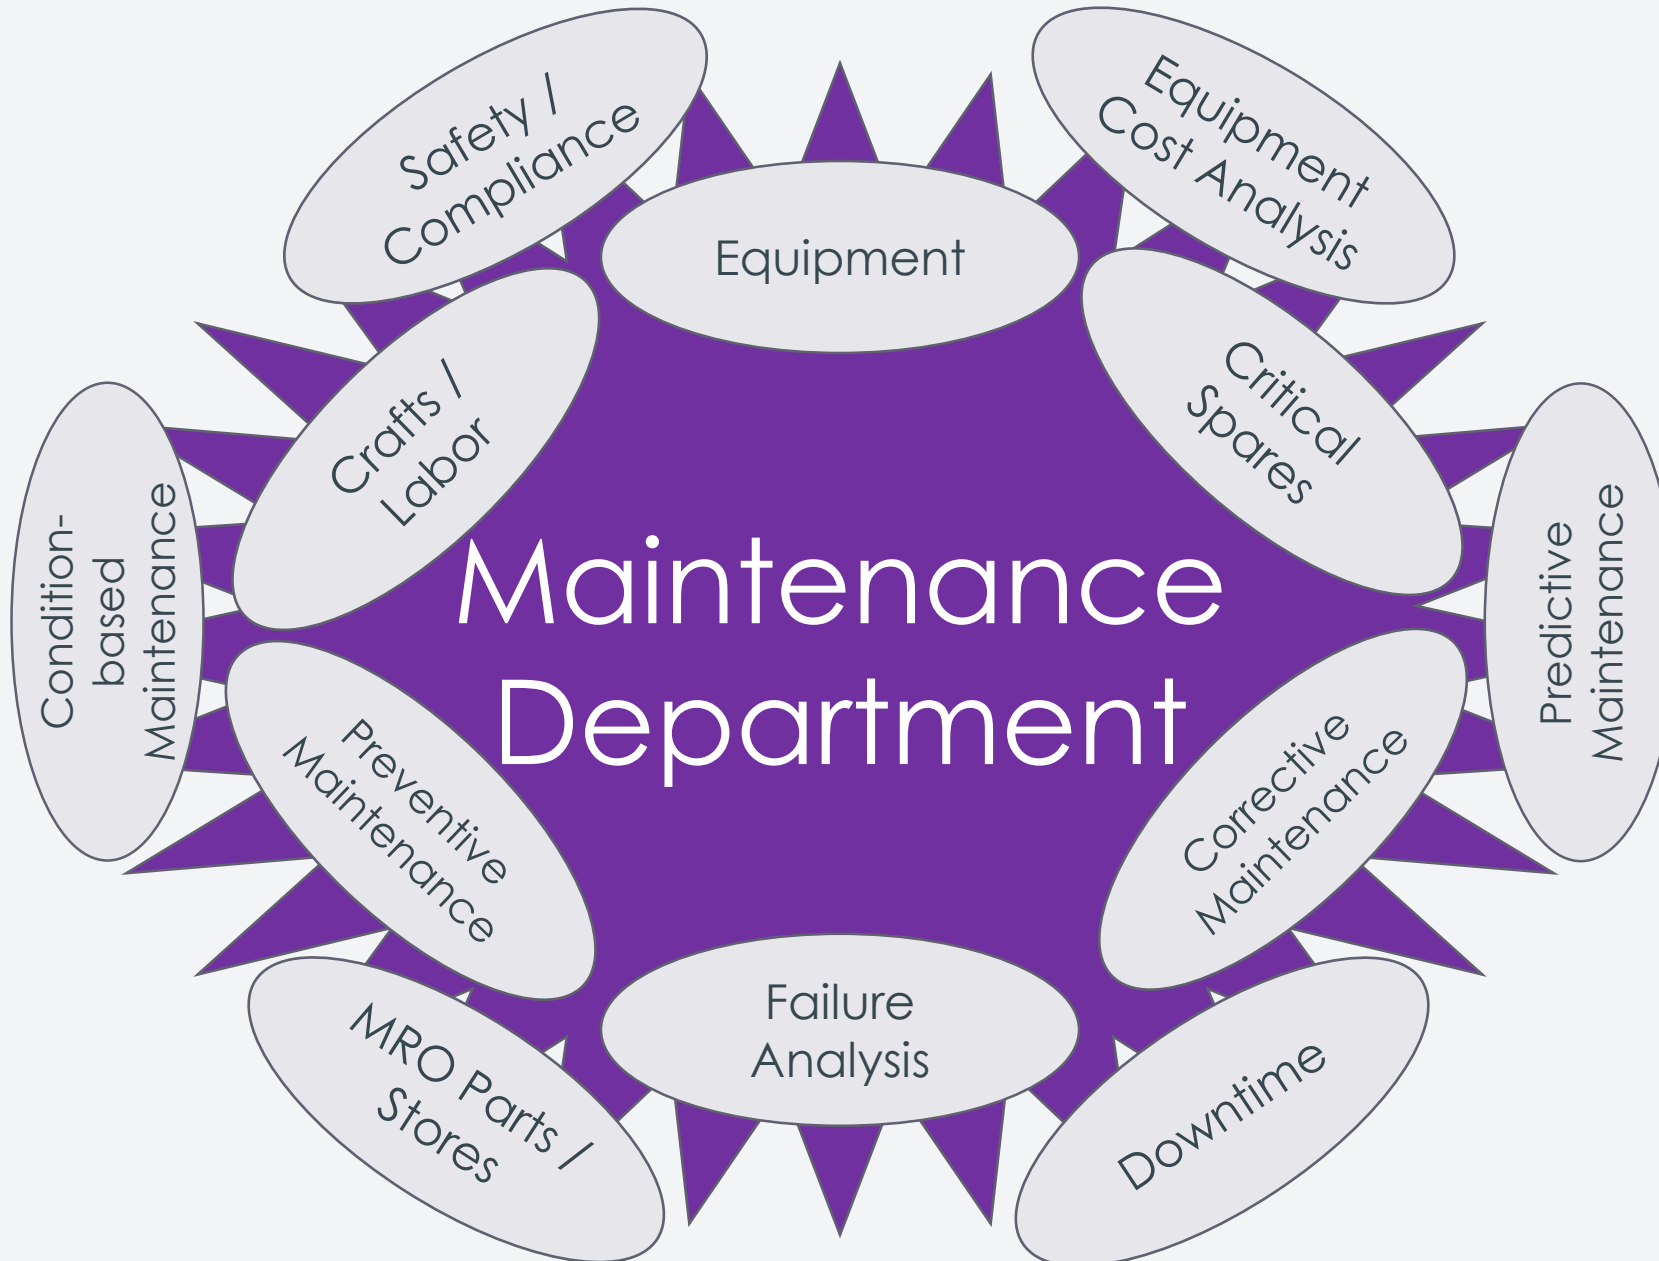 Safety /
Compliance
Equipment
Cost Analysis
Equipment
Crafts /
Labor
Critical
Spares
Condition-
based
Maintenance
Maintenance
Department
Predictive
Maintenance
Preventive
Maintenance
Corrective
Maintenance
Failure
Analysis
MRO Parts /
Stores
Downtime